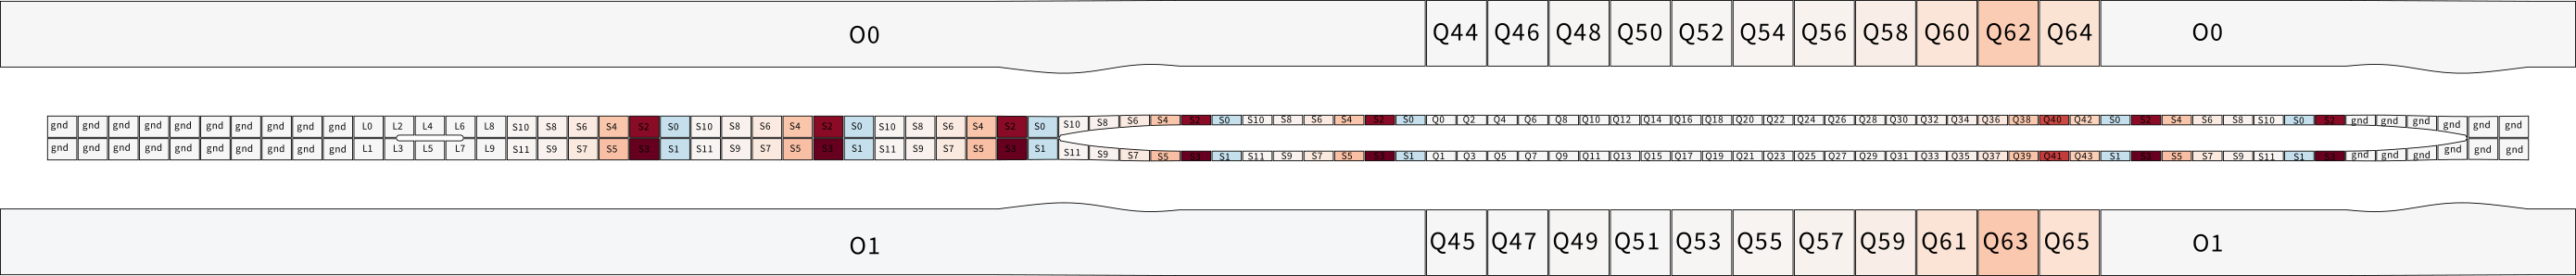 O0 Q44 Q46 Q48 Q50 Q52 Q54 Q56 Q58 Q60 Q62 Q64 O0
gnd gnd gnd gnd gnd gnd gnd gnd gnd gnd L0 L2 L4 L6 L8 S10 S8 S6 S4 S2 S0 S10 S8 S6 S4 S2 S0 S10 S8 S6 S4 S2 S0 S10 S8 S6 S4 S2 S0 S10 S8 S6 S4 S2 S0 Q0 Q2 Q4 Q6 Q8 Q10 Q12 Q14 Q16 Q18 Q20 Q22 Q24 Q26 Q28 Q30 Q32 Q34 Q36 Q38 Q40 Q42 S0 S2 S4 S6 S8 S10 S0 S2 gnd gnd gnd gnd gnd gnd
gnd gnd gnd gnd gnd gnd gnd gnd gnd gnd L1 L3 L5 L7 L9 S11 S9 S7 S5 S3 S1 S11 S9 S7 S5 S3 S1 S11 S9 S7 S5 S3 S1 S11 S9 S7 S5 S3 S1 S11 S9 S7 S5 S3 S1 Q1 Q3 Q5 Q7 Q9 Q11 Q13 Q15 Q17 Q19 Q21 Q23 Q25 Q27 Q29 Q31 Q33 Q35 Q37 Q39 Q41 Q43 S1 S3 S5 S7 S9 S11 S1 S3 gnd gnd gnd gnd gnd gnd
O1 Q45 Q47 Q49 Q51 Q53 Q55 Q57 Q59 Q61 Q63 Q65 O1